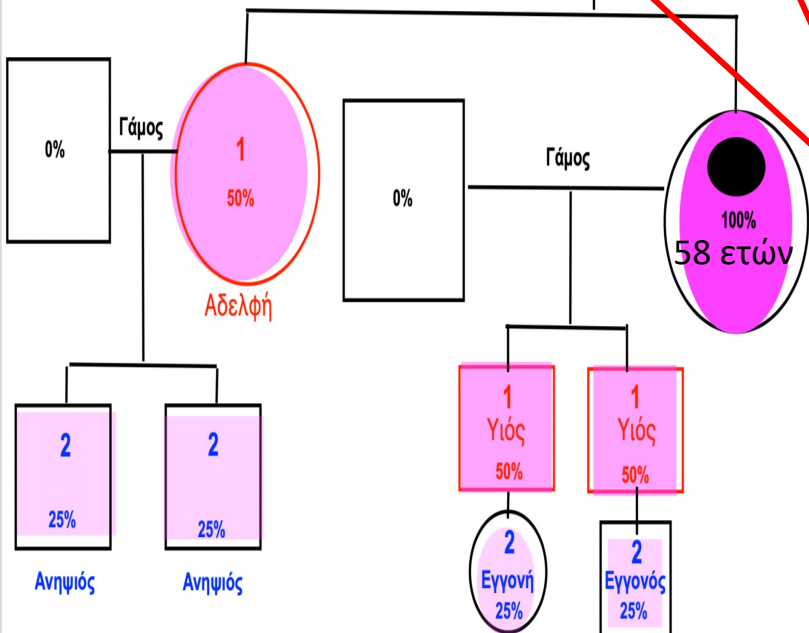 Γάμος
0%
1
50%
Αδελφή
Γάμος
0%
100%
58 ετών
2
25%
Ανηψιός
2
25%
Ανηψιός
1
Υιός
50%
1
Υιός
50%
2
Εγγονή
25%
2
Εγγονός
25%